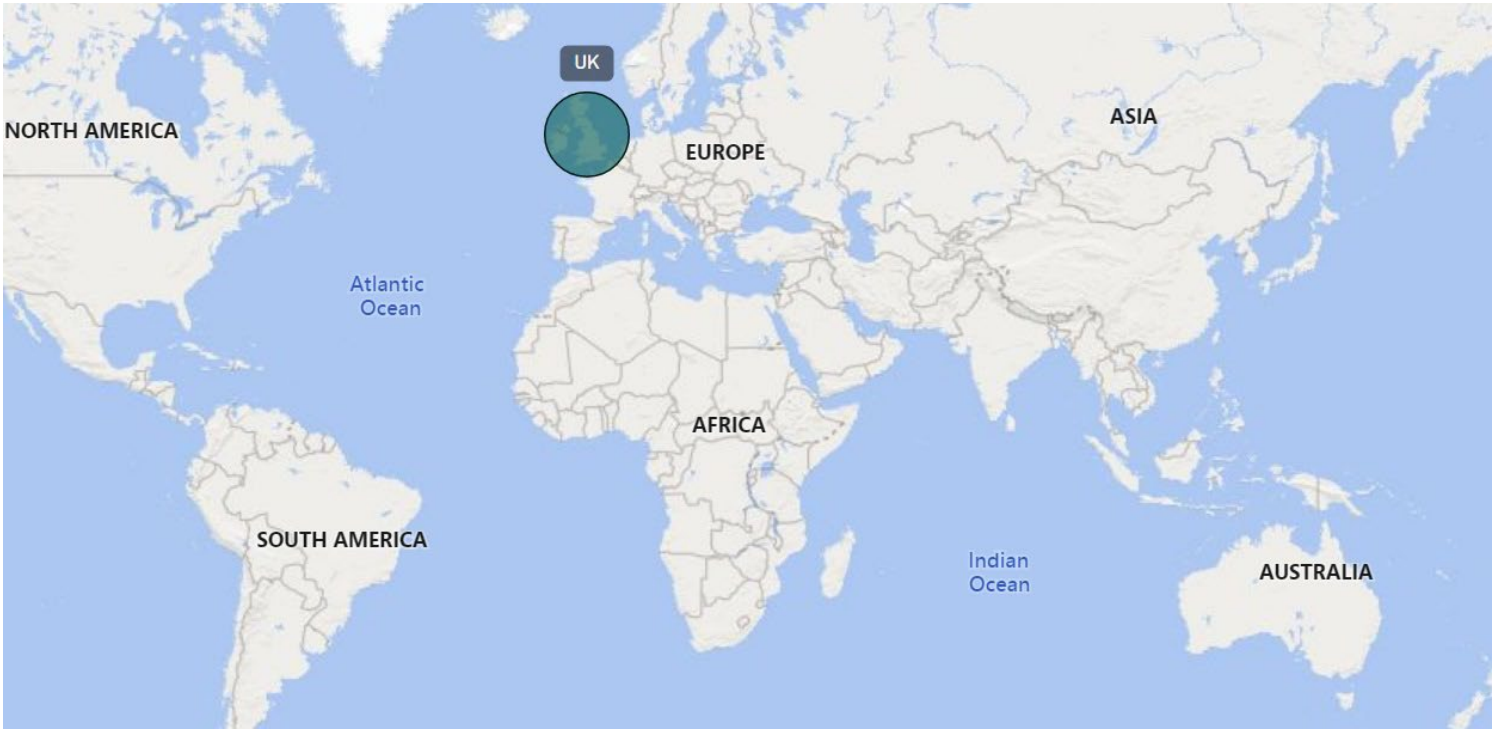 UK
NORTH AMERICA
ASIA
EUROPE
Atlantic
Ocean
AFRICA
SOUTH AMERICA
Indian
Ocean
AUSTRALIA